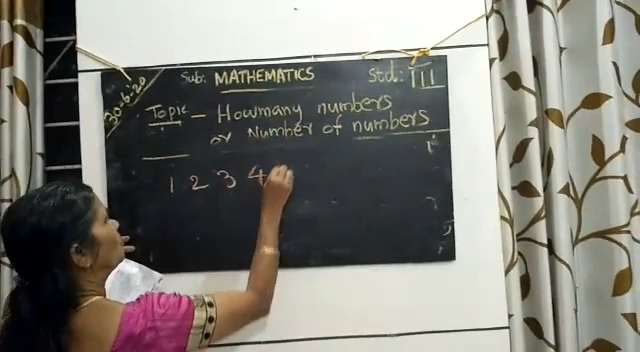 30-6-20
Sub: MATHEMATICS
Std: III
Topic - Howmany numbers
or Number of numbers
1 2 3 4